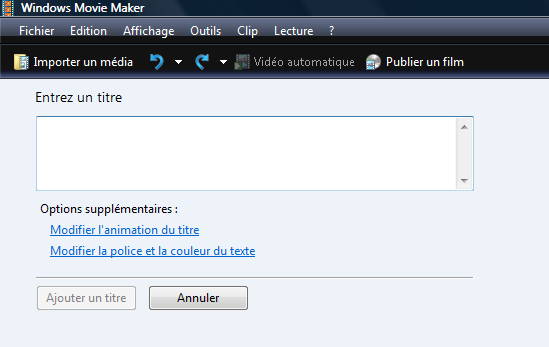 Windows Movie Maker
Fichier Edition Affichage Outils Clip Lecture ?
Importer un média Vidéo automatique Publier un film
Entrez un titre
Options supplémentaires :
Modifier l'animation du titre
Modifier la police et la couleur du texte
Ajouter un titre Annuler